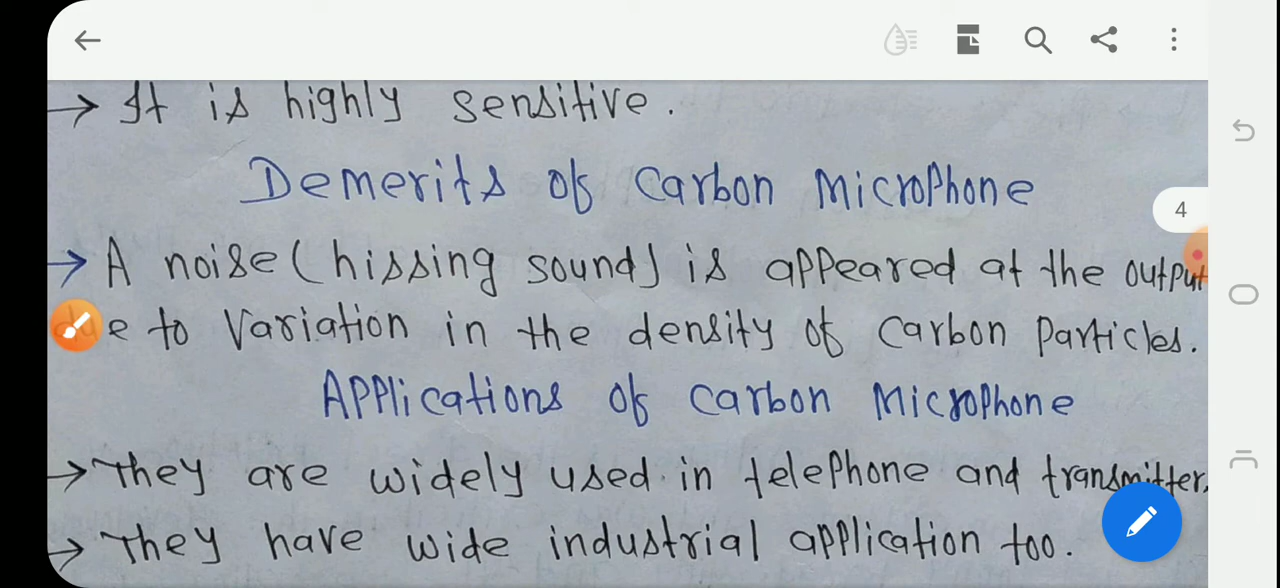 → It is highly sensitive.
Demerits of Carbon Microphone
4
→ A noise (hissing sound) is appeared at the output
e to Variation in the density of Carbon Particles.
Applications of Carbon Microphone
→ They are widely used in telephone and transmitter.
→ They have wide industrial application too.